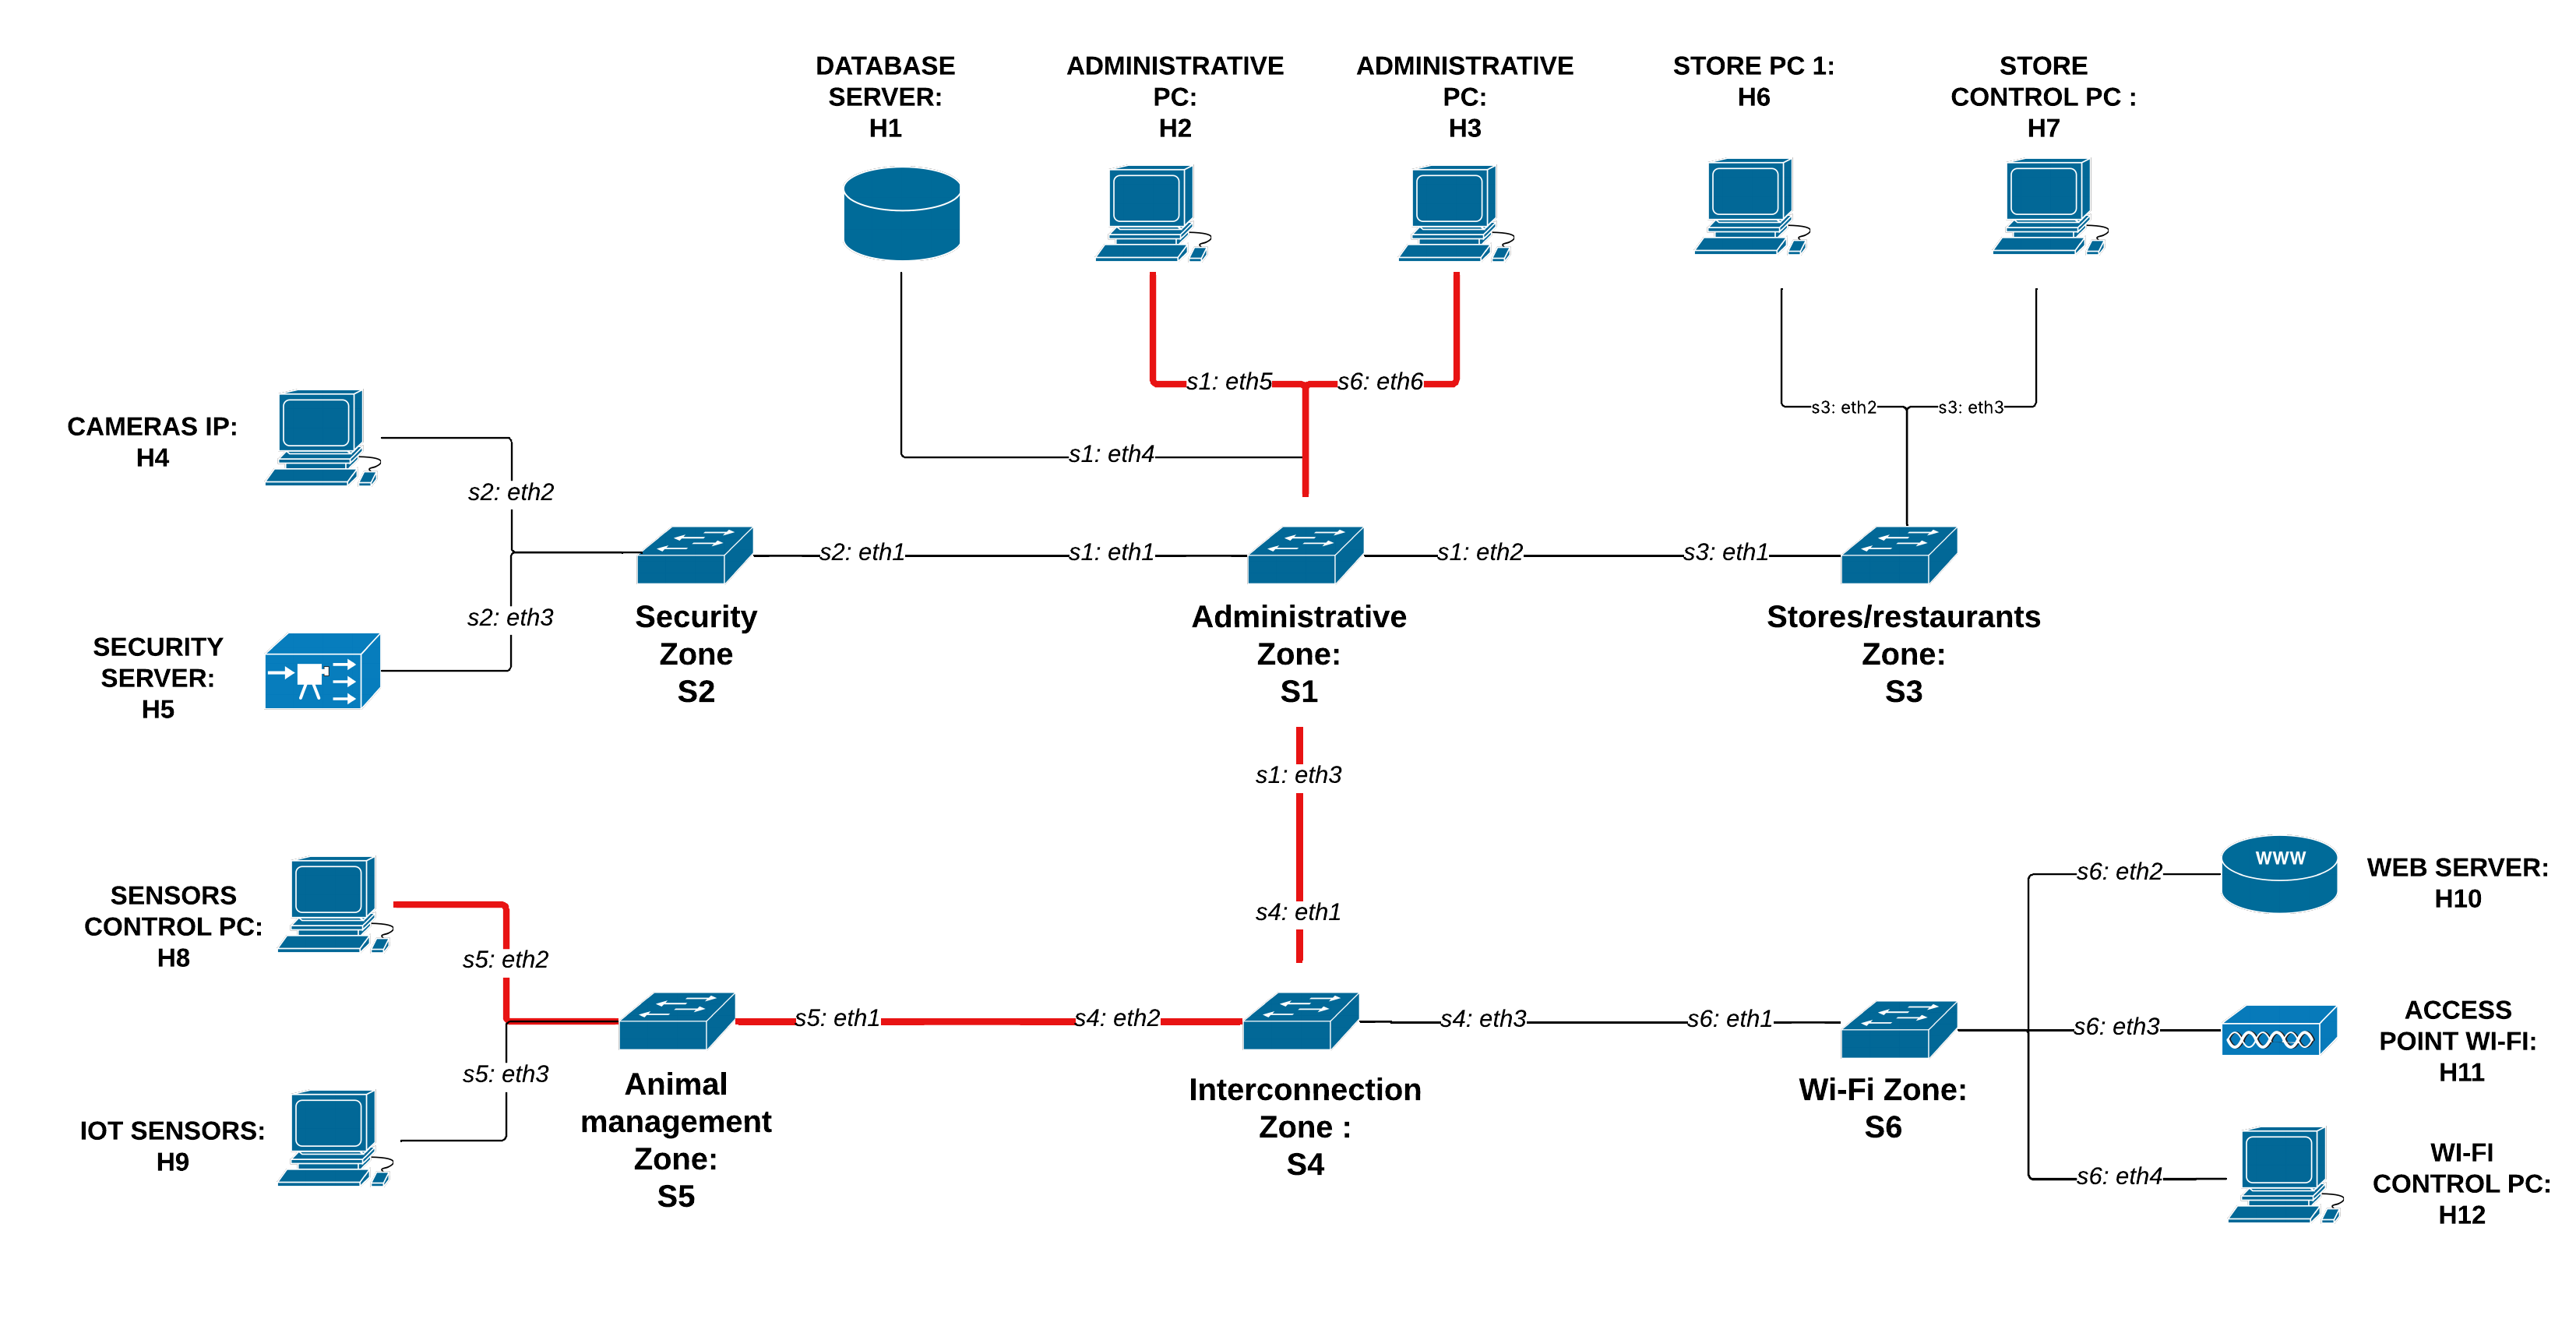 DATABASE
SERVER:
H1
ADMINISTRATIVE
PC:
H2
ADMINISTRATIVE
PC:
H3
STORE PC 1:
H6
STORE
CONTROL PC :
H7
s1: eth5
s6: eth6
s3: eth2
s3: eth3
s1: eth4
CAMERAS IP:
H4
s2: eth2
SECURITY
SERVER:
H5
s2: eth3
s2: eth1
s1: eth1
s1: eth2
s3: eth1
Security
Zone
S2
Administrative
Zone:
S1
Stores/restaurants
Zone:
S3
s1: eth3
s4: eth1
SENSORS
CONTROL PC:
H8
s5: eth2
IOT SENSORS:
H9
s5: eth3
s5: eth1
s4: eth2
s4: eth3
s6: eth1
Animal
management
Zone:
S5
Interconnection
Zone :
S4
Wi-Fi Zone:
S6
s6: eth2
WWW
WEB SERVER:
H10
s6: eth3
ACCESS
POINT WI-FI:
H11
s6: eth4
WI-FI
CONTROL PC:
H12